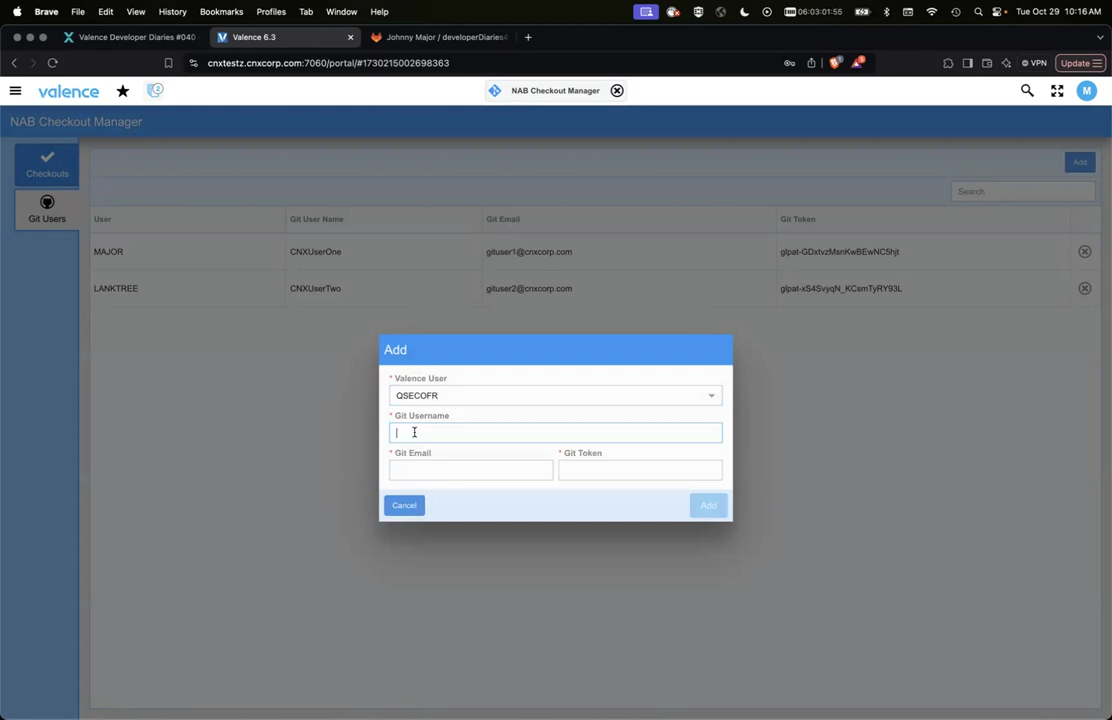 Brave File Edit View History Bookmarks Profiles Tab Window Help 06:03:01:55 Tue Oct 29 10:16 AM
Valence Developer Diaries #040 Valence 6.3 Johnny Major / developerDiaries4
cnxtestz.cnxcorp.com:7060/portal/#1730215002698363 VPN Update
valence NAB Checkout Manager M
NAB Checkout Manager
Checkouts
Add
Git Users
Search
User Git User Name Git Email Git Token
MAJOR CNXUserOne gituser1@cnxcorp.com glpat-GDxtvzMsnKwBEwNC5hjt
LANKTREE CNXUserTwo gituser2@cnxcorp.com glpat-xS4SvyqN_KCsmTyRY93L
Add
* Valence User
QSECOFR
* Git Username
* Git Email * Git Token
Cancel Add